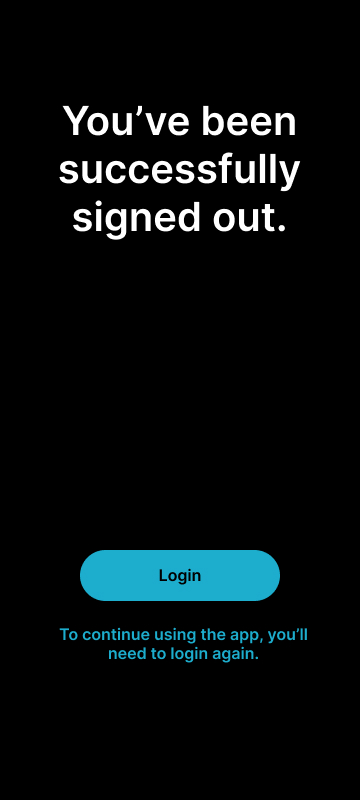 You’ve been
successfully
signed out.
Login
To continue using the app, you’ll
need to login again.